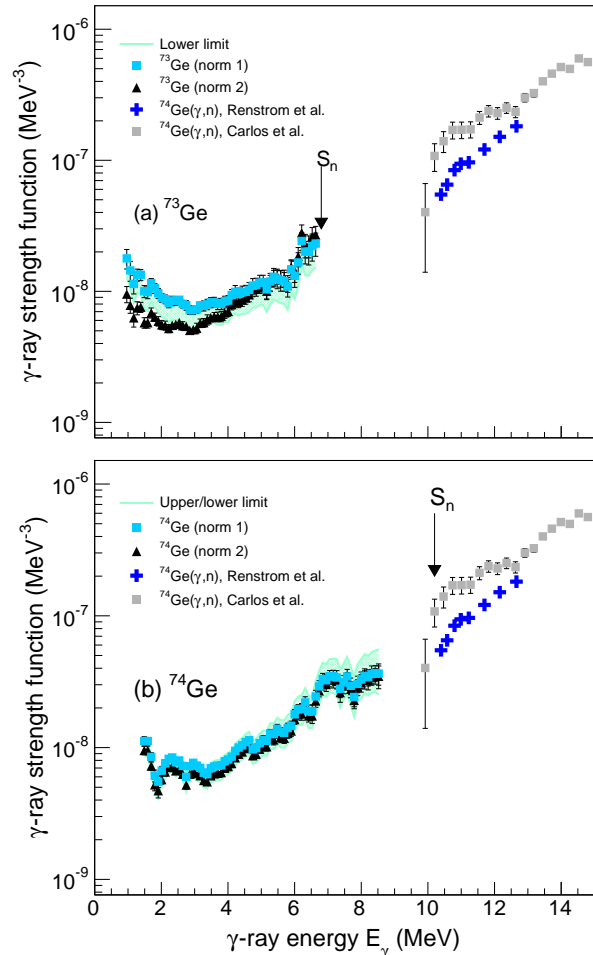 10⁻⁶
10⁻⁷
10⁻⁸
10⁻⁹
γ-ray strength function (MeV⁻³)
Lower limit
⁷³Ge (norm 1)
⁷³Ge (norm 2)
⁷⁴Ge(γ,n), Renstrom et al.
⁷⁴Ge(γ,n), Carlos et al.
Sₙ
(a) ⁷³Ge
10⁻⁶
10⁻⁷
10⁻⁸
10⁻⁹
γ-ray strength function (MeV⁻³)
Upper/lower limit
⁷⁴Ge (norm 1)
⁷⁴Ge (norm 2)
⁷⁴Ge(γ,n), Renstrom et al.
⁷⁴Ge(γ,n), Carlos et al.
Sₙ
(b) ⁷⁴Ge
0 2 4 6 8 10 12 14
γ-ray energy Eᵧ (MeV)